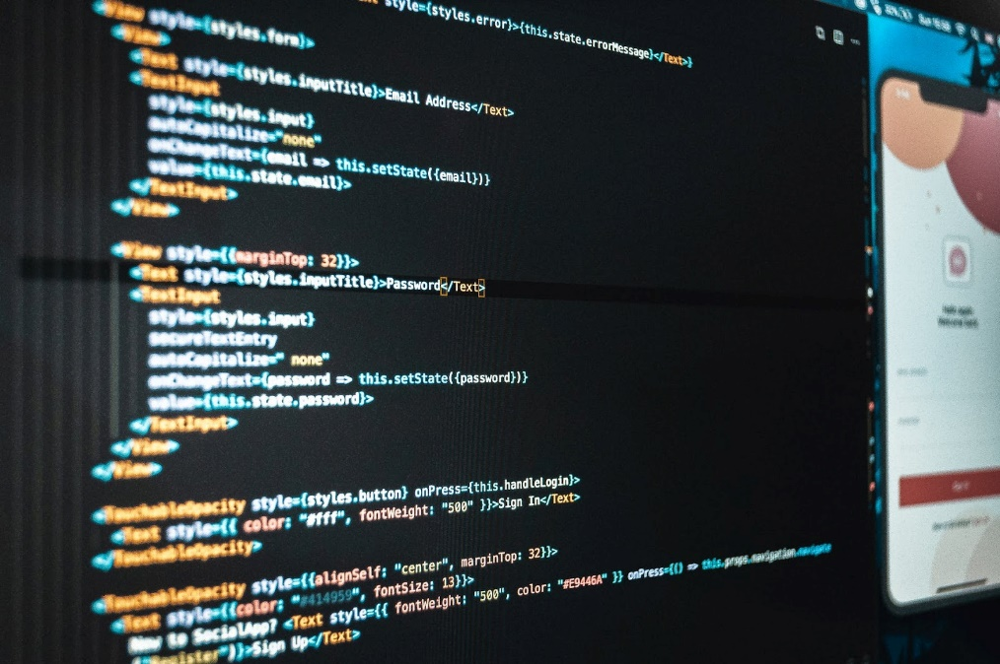 style={styles.error}>{this.state.errorMessage}</Text>}
<View style={styles.form}>
<View>
<Text style={styles.inputTitle}>Email Address</Text>
<TextInput
style={styles.input}
autoCapitalize="none"
onChangeText={email => this.setState({email})}
value={this.state.email}>
</TextInput>
</View>
<View style={{marginTop: 32}}>
<Text style={styles.inputTitle}>Password</Text>
<TextInput
style={styles.input}
secureTextEntry
autoCapitalize=" none"
onChangeText={password => this.setState({password})}
value={this.state.password}>
</TextInput>
</View>
</View>
<TouchableOpacity style={styles.button} onPress={this.handleLogin}>
<Text style={{ color: "#fff", fontWeight: "500" }}>Sign In</Text>
</TouchableOpacity>
<TouchableOpacity style={{alignSelf: "center", marginTop: 32}}>
<Text style={{color: "#414959", fontSize: 13}}>
New to SocialApp? <Text style={{ fontWeight: "500", color: "#E9446A" }} onPress={() => this.props.navigation.navigate
("Register")}>Sign Up</Text>